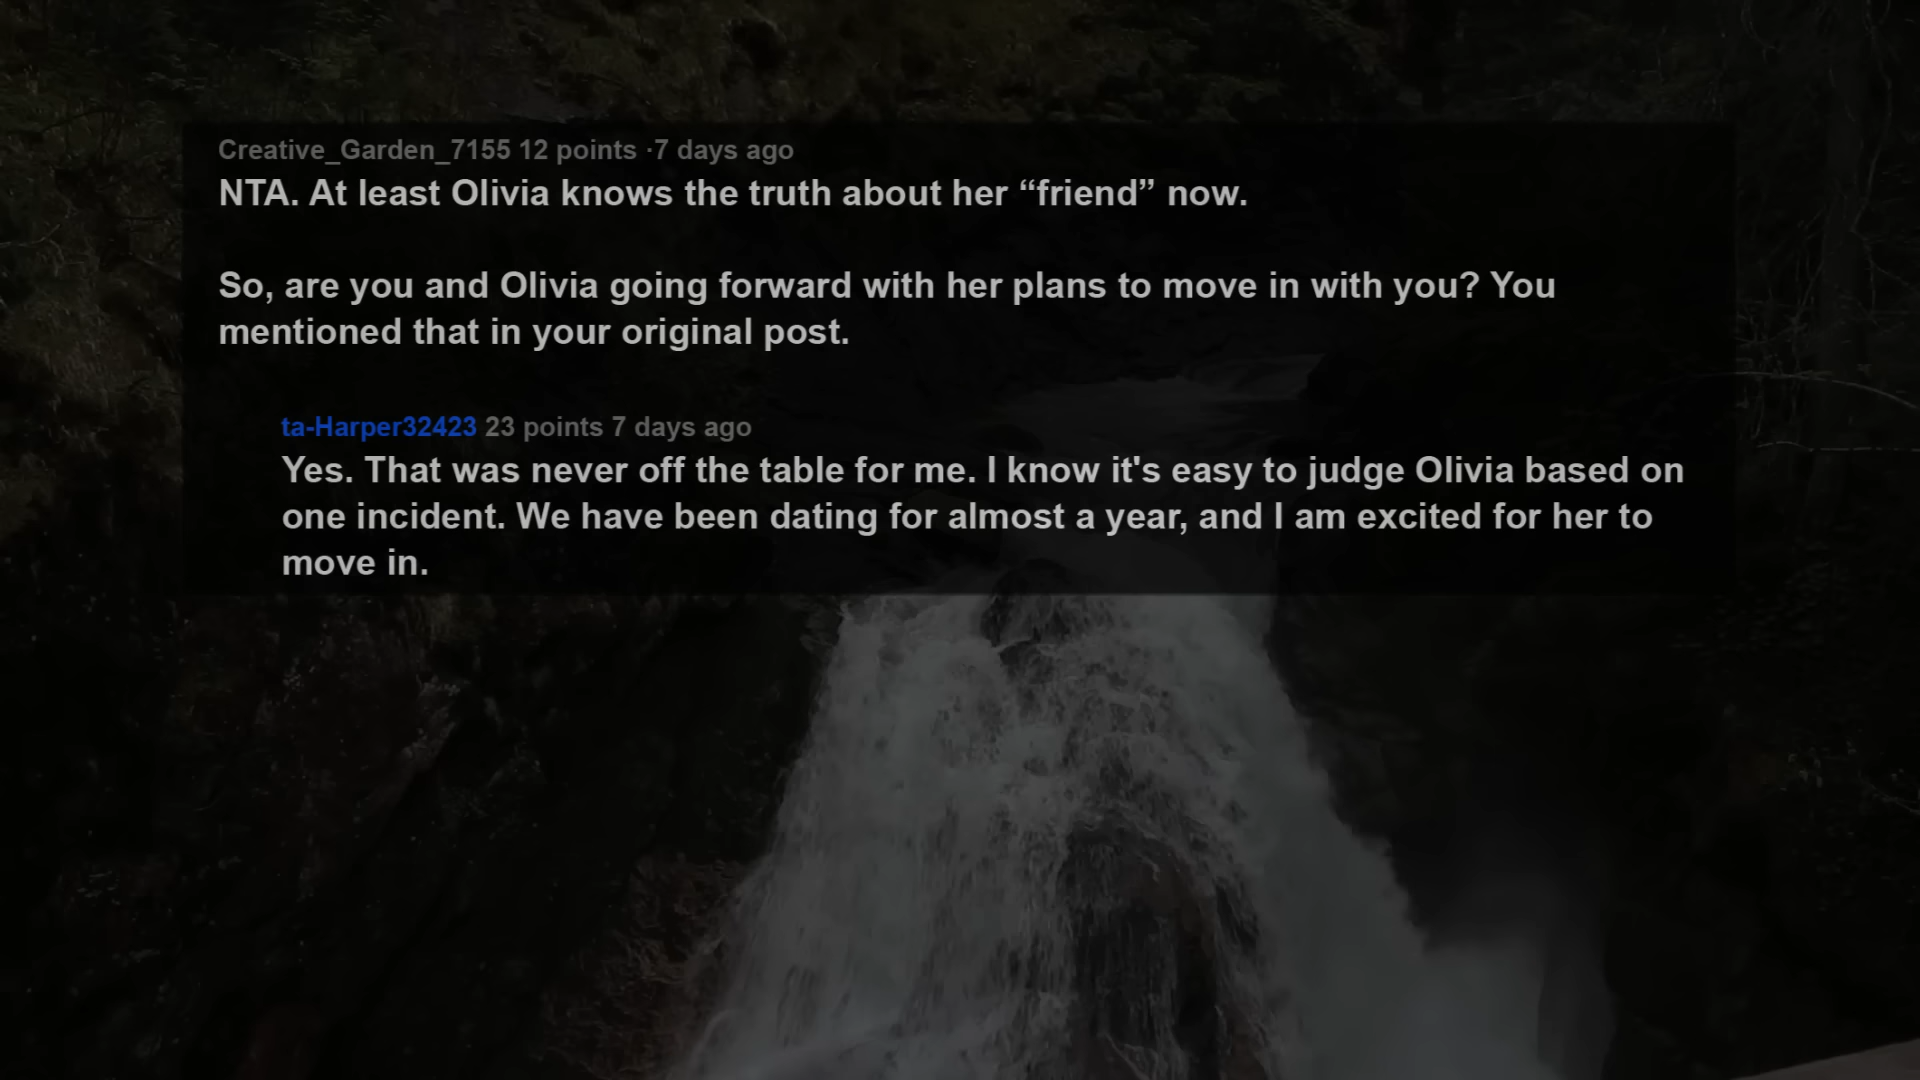 Creative_Garden_7155 12 points ·7 days ago
NTA. At least Olivia knows the truth about her “friend” now.
So, are you and Olivia going forward with her plans to move in with you? You
mentioned that in your original post.
ta-Harper32423 23 points 7 days ago
Yes. That was never off the table for me. I know it's easy to judge Olivia based on
one incident. We have been dating for almost a year, and I am excited for her to
move in.